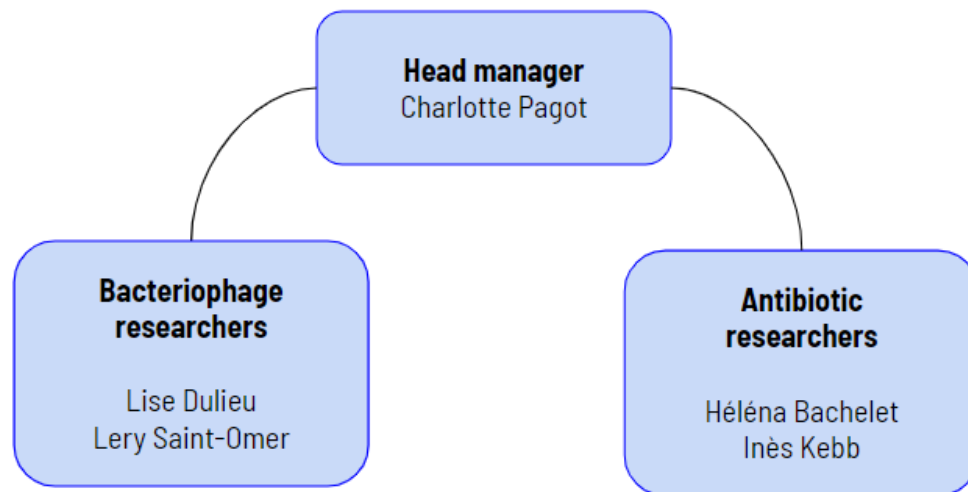 Head manager
Charlotte Pagot
Bacteriophage
researchers
Lise Dulieu
Lery Saint-Omer
Antibiotic
researchers
Héléna Bachelet
Inès Kebb